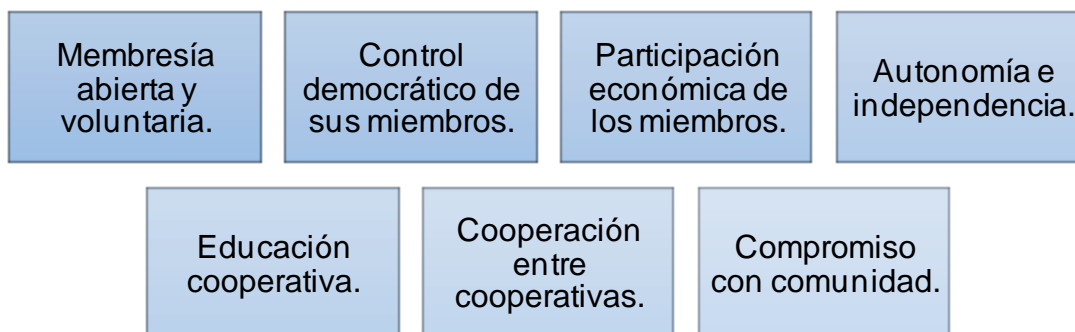 Membresía
abierta y
voluntaria.
Control
democrático de
sus miembros.
Participación
económica de
los miembros.
Autonomía e
independencia.
Educación
cooperativa.
Cooperación
entre
cooperativas.
Compromiso
con comunidad.